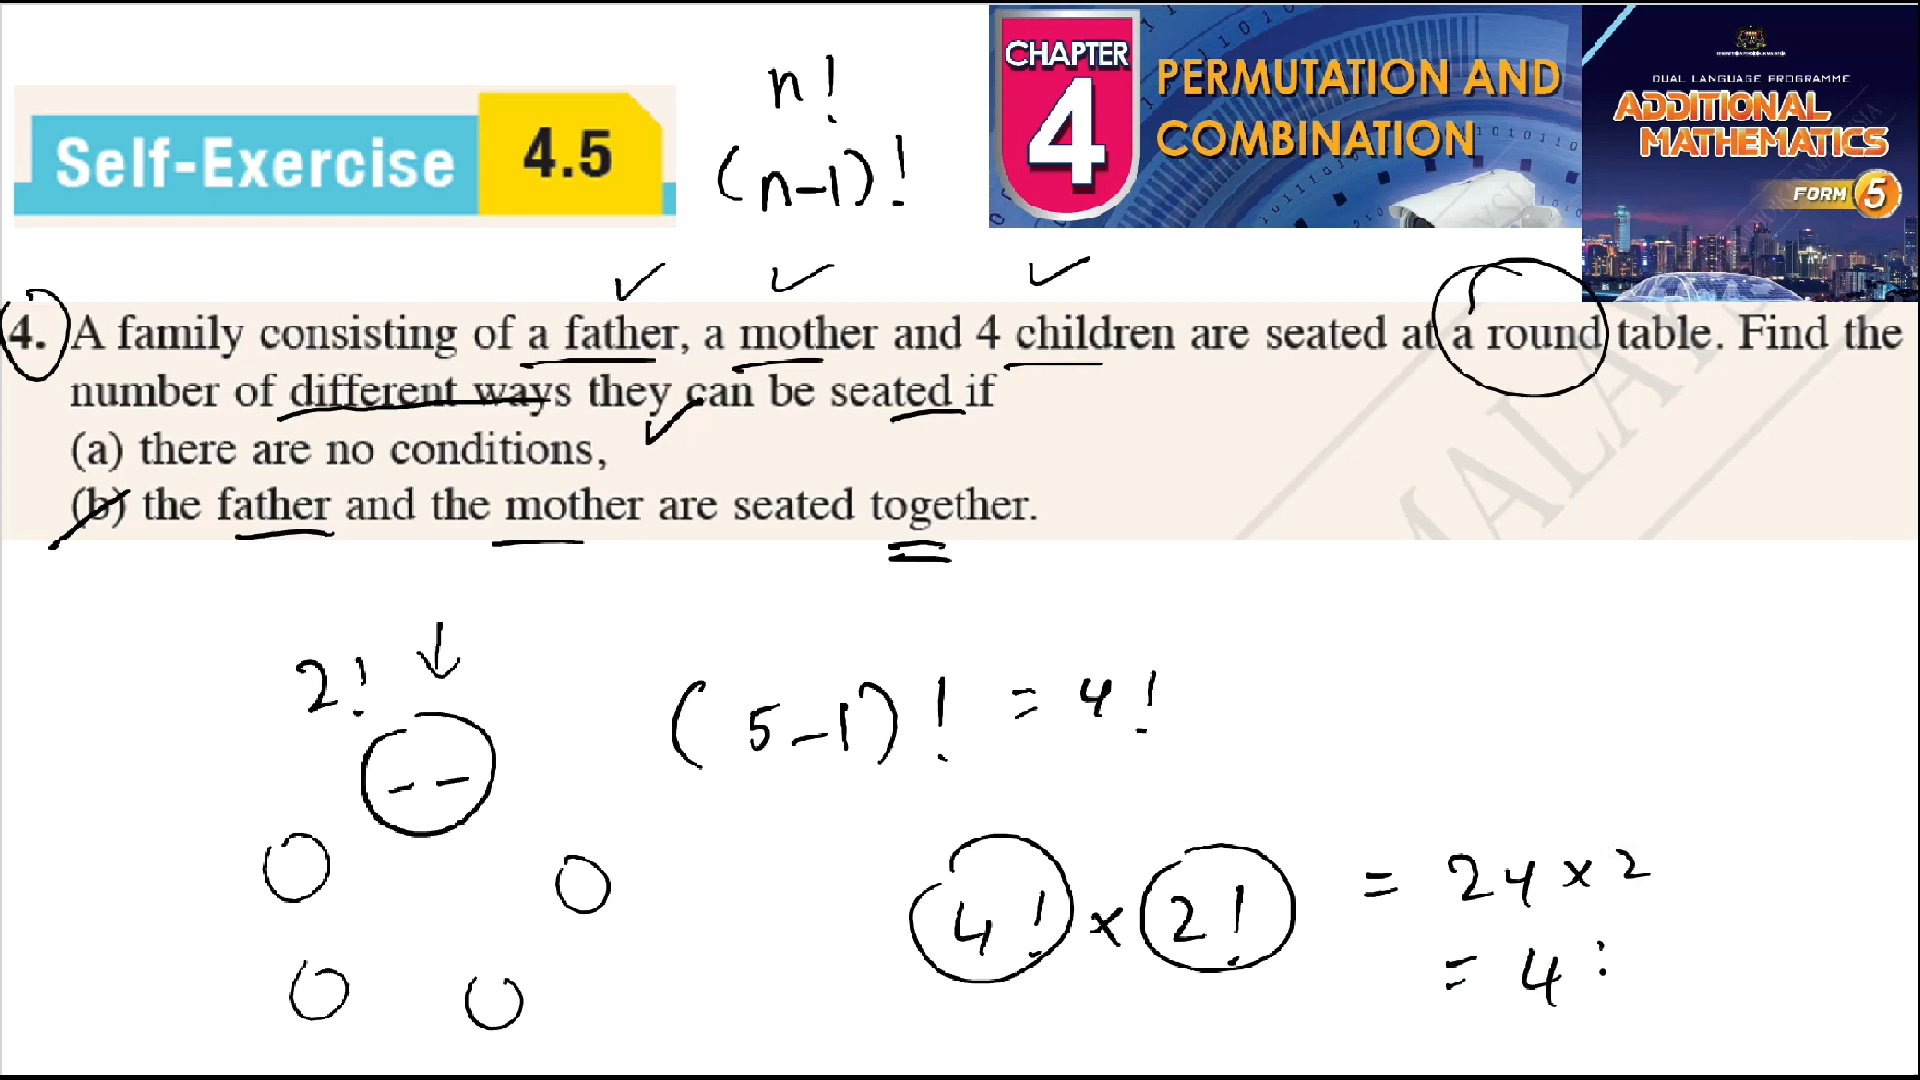 n!
(n-1)!
Self-Exercise 4.5
CHAPTER 4
PERMUTATION AND
COMBINATION
DUAL LANGUAGE PROGRAMME
ADDITIONAL
MATHEMATICS
FORM 5
4. A family consisting of a father, a mother and 4 children are seated at a round table. Find the
number of different ways they can be seated if
(a) there are no conditions,
(b) the father and the mother are seated together.
2!
(5-1)! = 4!
4! × 2! = 24 × 2
= 4
MALAY